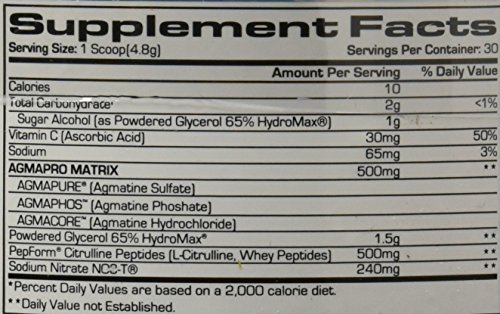 Supplement Facts
Serving Size: 1 Scoop(4.8g) Servings Per Container: 30
Amount Per Serving % Daily Value
Calories 10
Total Carbohydrate* 2g <1%
Sugar Alcohol (as Powdered Glycerol 65% HydroMax®) 1g
Vitamin C (Ascorbic Acid) 30mg 50%
Sodium 65mg 3%
AGMAPRO MATRIX 500mg **
AGMAPURE® (Agmatine Sulfate)
AGMAPHOS™ (Agmatine Phoshate)
AGMACORE™ (Agmatine Hydrochloride)
Powdered Glycerol 65% HydroMax® 1.5g **
PepForm® Citrulline Peptides (L-Citrulline, Whey Peptides) 500mg **
Sodium Nitrate NO3-T® 240mg **
*Percent Daily Values are based on a 2,000 calorie diet.
**Daily Value not Established.